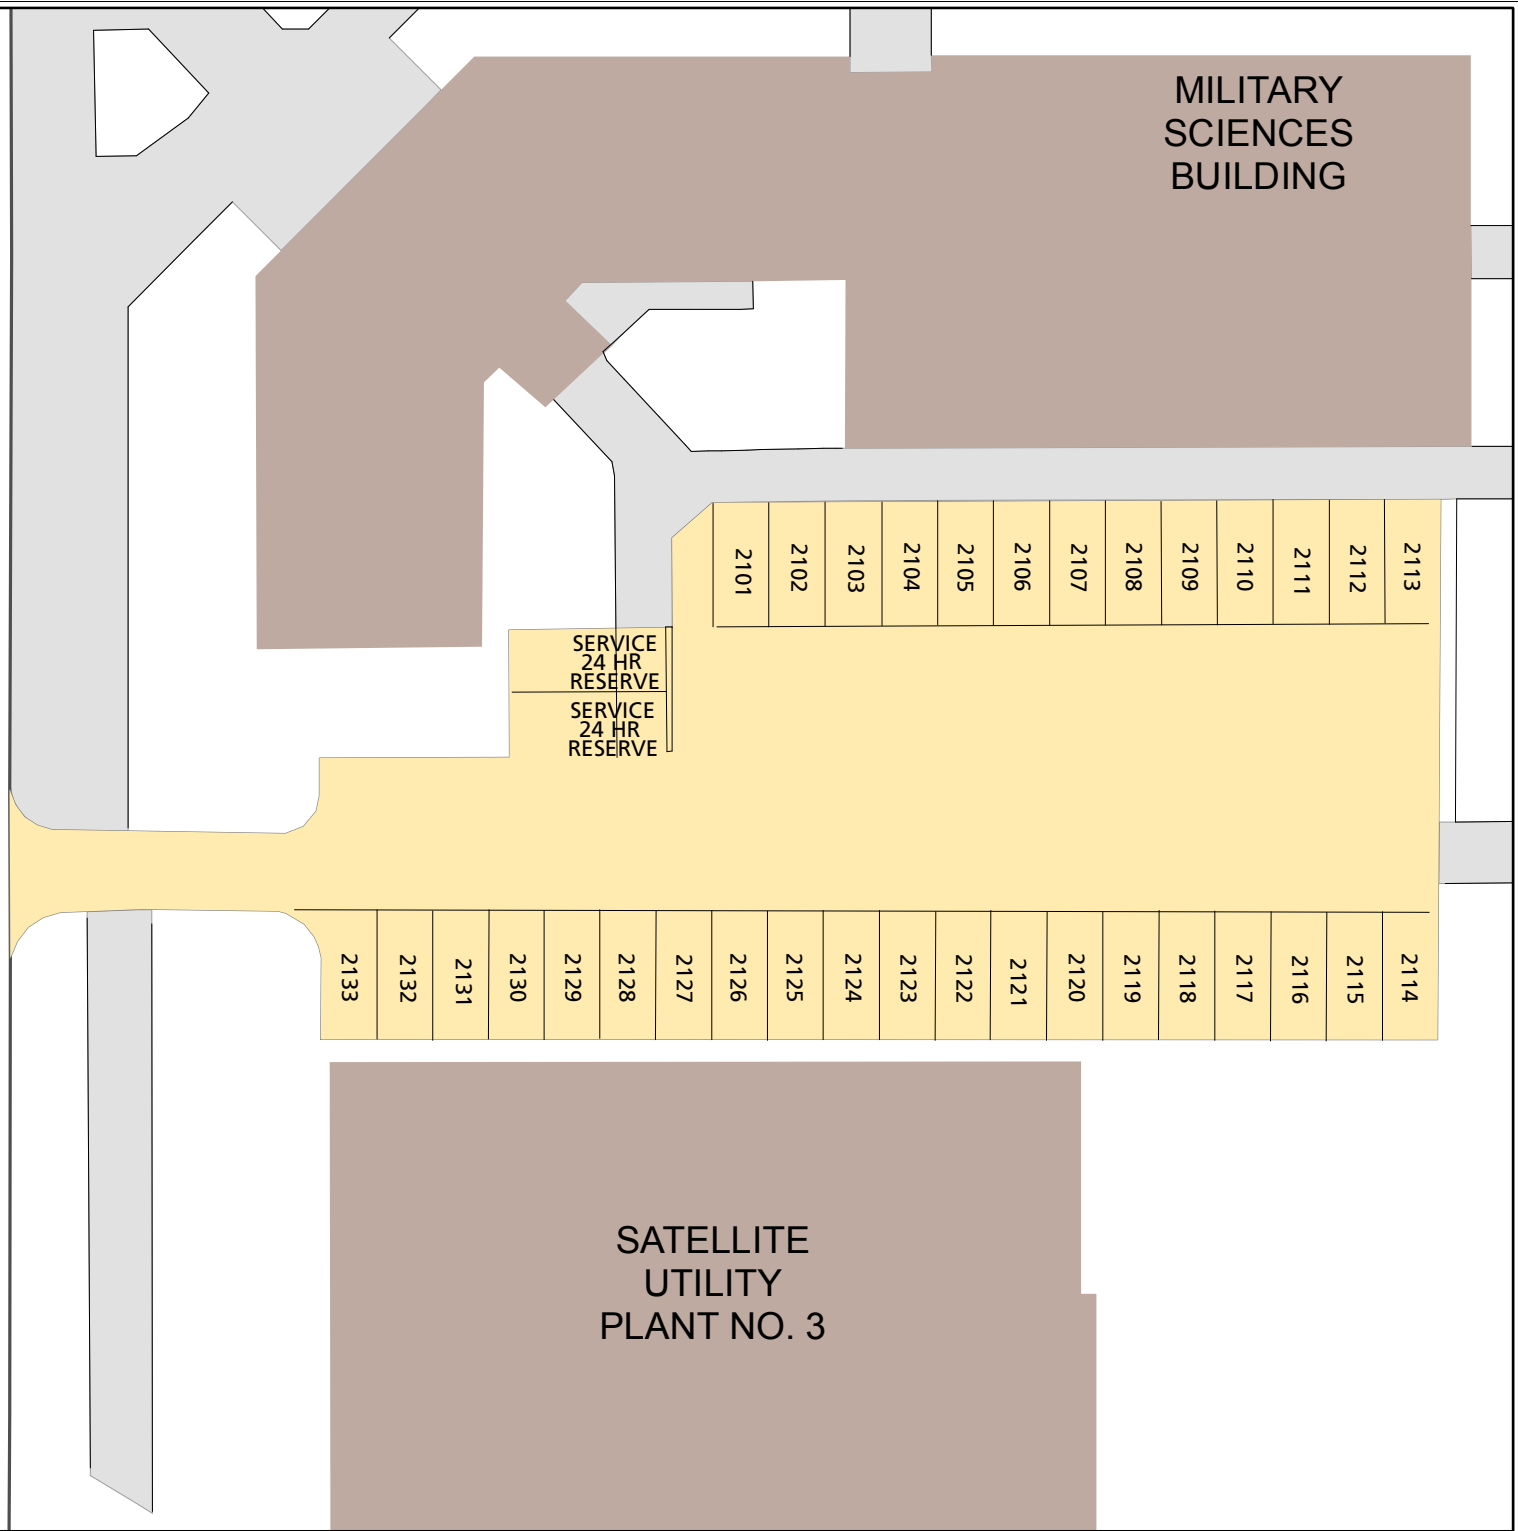 MILITARY
SCIENCES
BUILDING
2101
2102
2103
2104
2105
2106
2107
2108
2109
2110
2111
2112
2113
SERVICE
24 HR
RESERVE
SERVICE
24 HR
RESERVE
2133
2132
2131
2130
2129
2128
2127
2126
2125
2124
2123
2122
2121
2120
2119
2118
2117
2116
2115
2114
SATELLITE
UTILITY
PLANT NO. 3